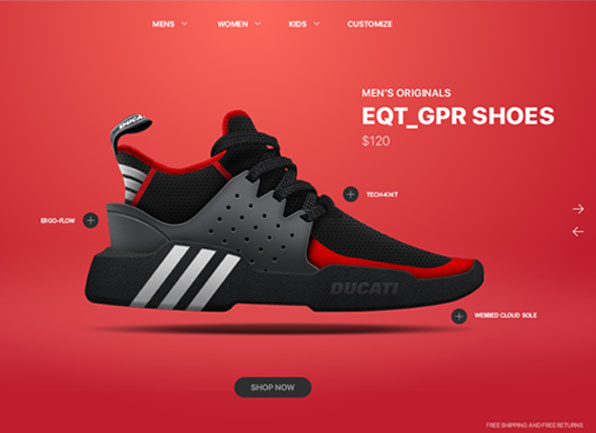 MENS
WOMEN
KIDS
CUSTOMIZE
MEN'S ORIGINALS
EQT_GPR SHOES
$120
DUCA
TECH-KNIT
ERGO-FLOW
DUCATI
WEBBED CLOUD SOLE
SHOP NOW
FREE SHIPPING AND FREE RETURNS